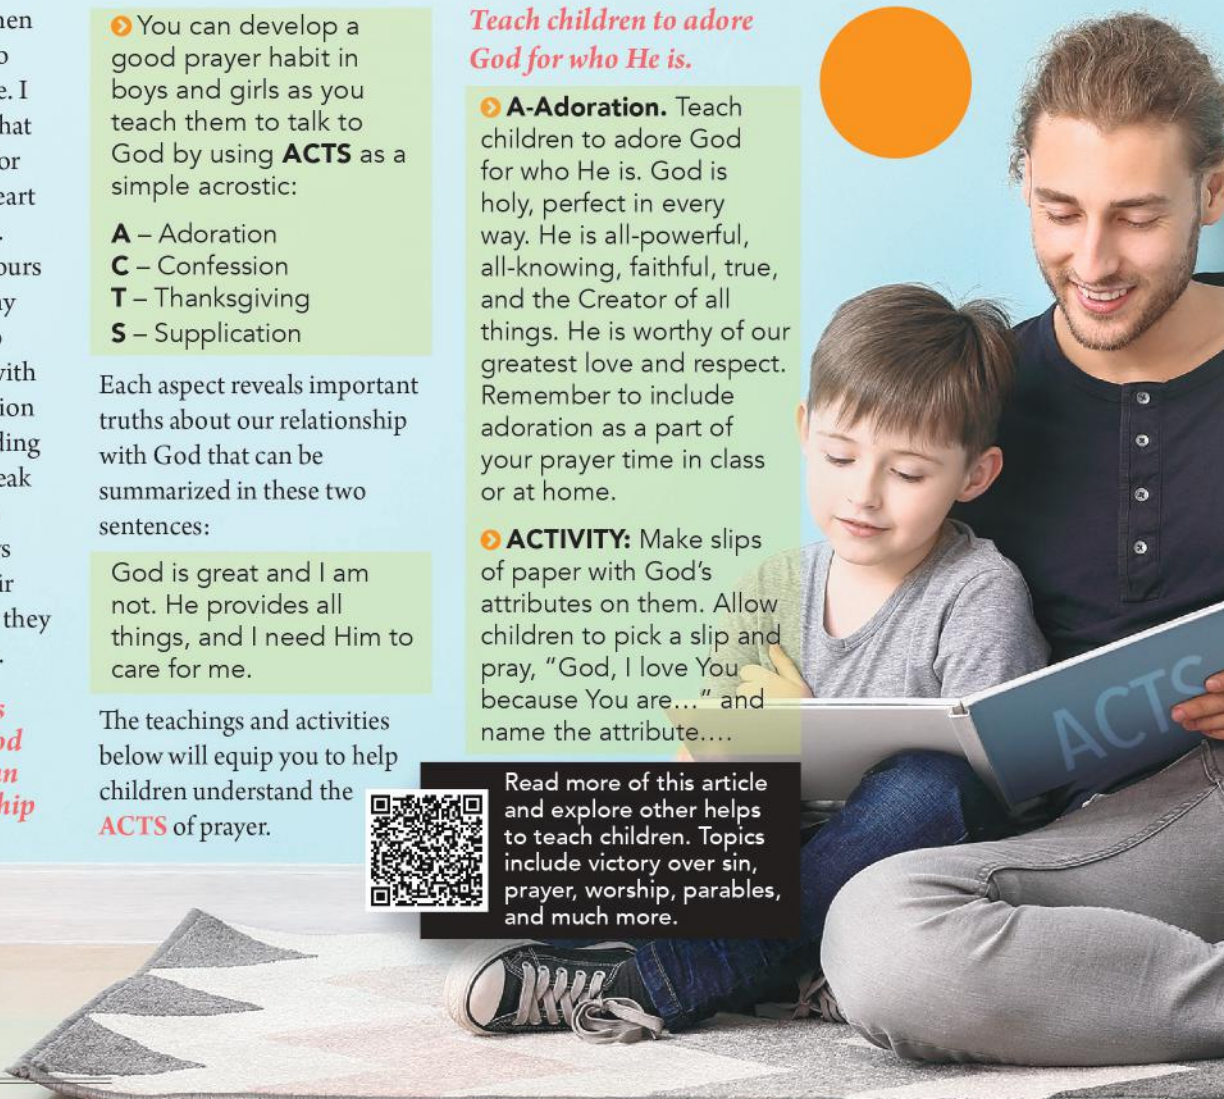 e. I
they
You can develop a
good prayer habit in
boys and girls as you
teach them to talk to
God by using ACTS as a
simple acrostic:
A – Adoration
C – Confession
T – Thanksgiving
S – Supplication
Each aspect reveals important
truths about our relationship
with God that can be
summarized in these two
sentences:
God is great and I am
not. He provides all
things, and I need Him to
care for me.
The teachings and activities
below will equip you to help
children understand the
ACTS of prayer.
Teach children to adore
God for who He is.
A-Adoration. Teach
children to adore God
for who He is. God is
holy, perfect in every
way. He is all-powerful,
all-knowing, faithful, true,
and the Creator of all
things. He is worthy of our
greatest love and respect.
Remember to include
adoration as a part of
your prayer time in class
or at home.
ACTIVITY: Make slips
of paper with God’s
attributes on them. Allow
children to pick a slip and
pray, “God, I love You
because You are…” and
name the attribute….
Read more of this article
and explore other helps
to teach children. Topics
include victory over sin,
prayer, worship, parables,
and much more.
ACTS